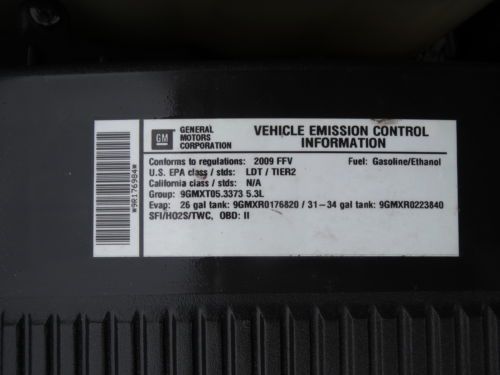 GM
GENERAL MOTORS CORPORATION
VEHICLE EMISSION CONTROL INFORMATION
Conforms to regulations: 2009 FFV Fuel: Gasoline/Ethanol
U.S. EPA class / stds: LDT / TIER2
California class / stds: N/A
Group: 9GMXT05.3373 5.3L
Evap: 26 gal tank: 9GMXR0176820 / 31-34 gal tank: 9GMXR0223840
SFI/HO2S/TWC, OBD: II
*9R176984*